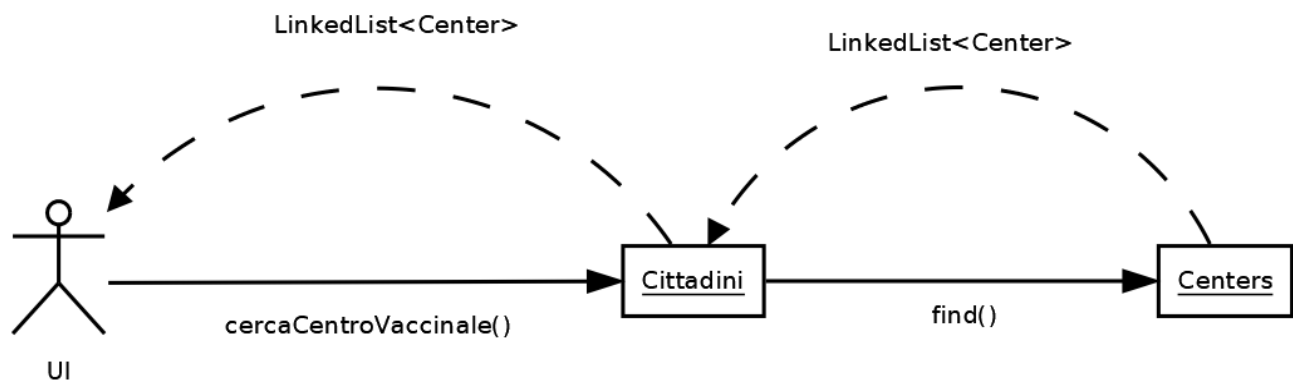 LinkedList<Center>
LinkedList<Center>
Cittadini
Centers
cercaCentroVaccinale()
find()
UI